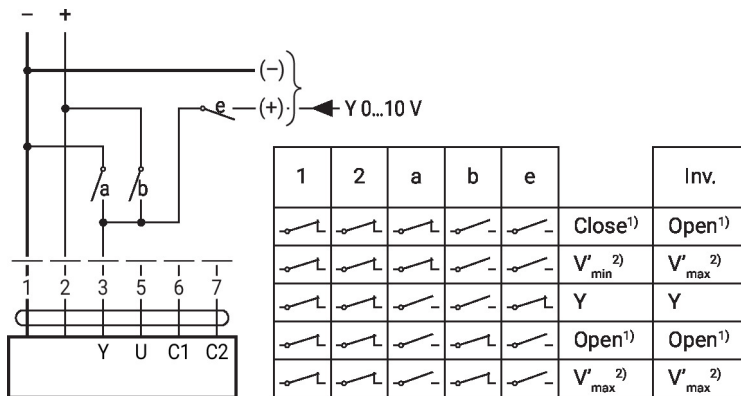 − +
(−)
e (+) Y 0...10 V
a b
1 2 3 5 6 7
Y U C1 C2
1 2 a b e Inv.
Close¹⁾ Open¹⁾
V'min²⁾ V'max²⁾
Y Y
Open¹⁾ Open¹⁾
V'max²⁾ V'max²⁾